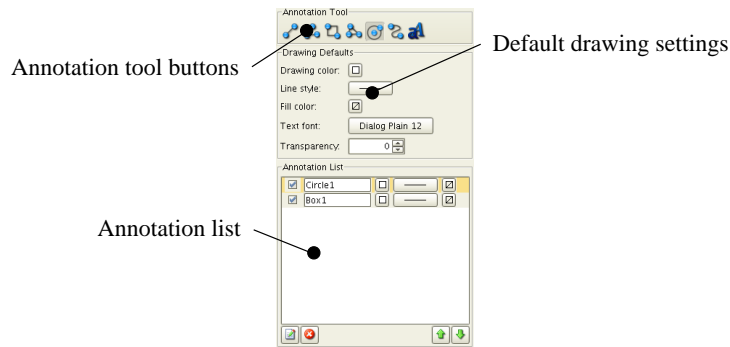 Annotation Tool
a
Drawing Defaults
Default drawing settings
Annotation tool buttons
Drawing color:
Line style:
Fill color:
Text font: Dialog Plain 12
Transparency: 0
Annotation List
Circle1
Box1
Annotation list